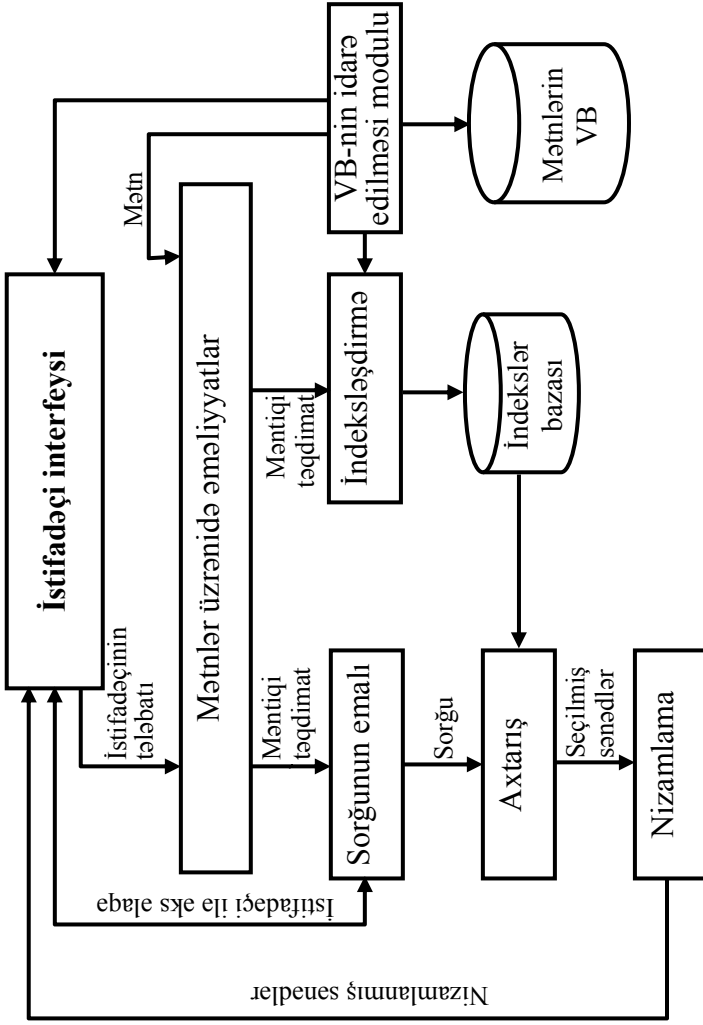 İstifadəçi interfeysi
İstifadəçinin
tələbatı
Mətn
Mətnlər üzrənidə əməliyyatlar
VB-nin idarə
edilməsi modulu
Məntiqi
təqdimat
Məntiqi
təqdimat
Sorğunun emalı
İndeksləşdirmə
Mətnlərin
VB
Sorğu
İndekslər
bazası
Axtarış
Seçilmiş
sənədlər
Nizamlama
İstifadəçi ilə əks əlaqə
Nizamlanmış sənədlər